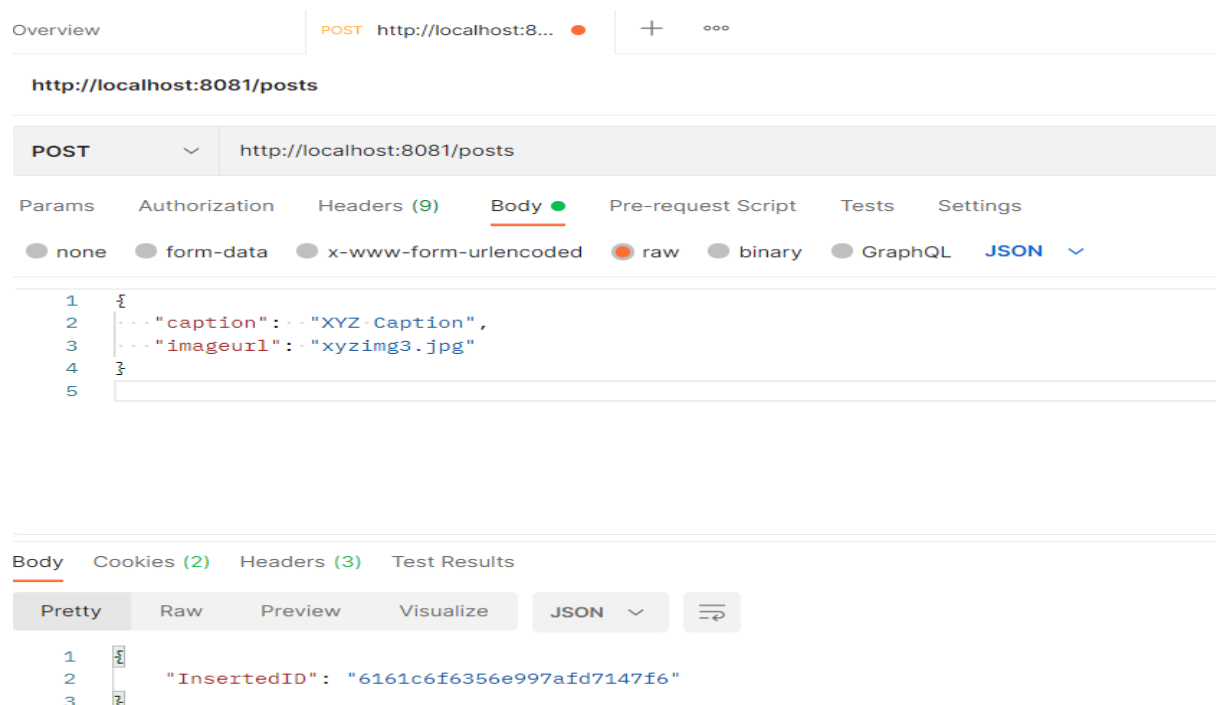 Overview POST http://localhost:8...
http://localhost:8081/posts
POST http://localhost:8081/posts
Params Authorization Headers (9) Body Pre-request Script Tests Settings
none form-data x-www-form-urlencoded raw binary GraphQL JSON
1 {
2 "caption": "XYZ Caption",
3 "imageurl": "xyzimg3.jpg"
4 }
5
Body Cookies (2) Headers (3) Test Results
Pretty Raw Preview Visualize JSON
1 {
2 "InsertedID": "6161c6f6356e997afd7147f6"
3 }